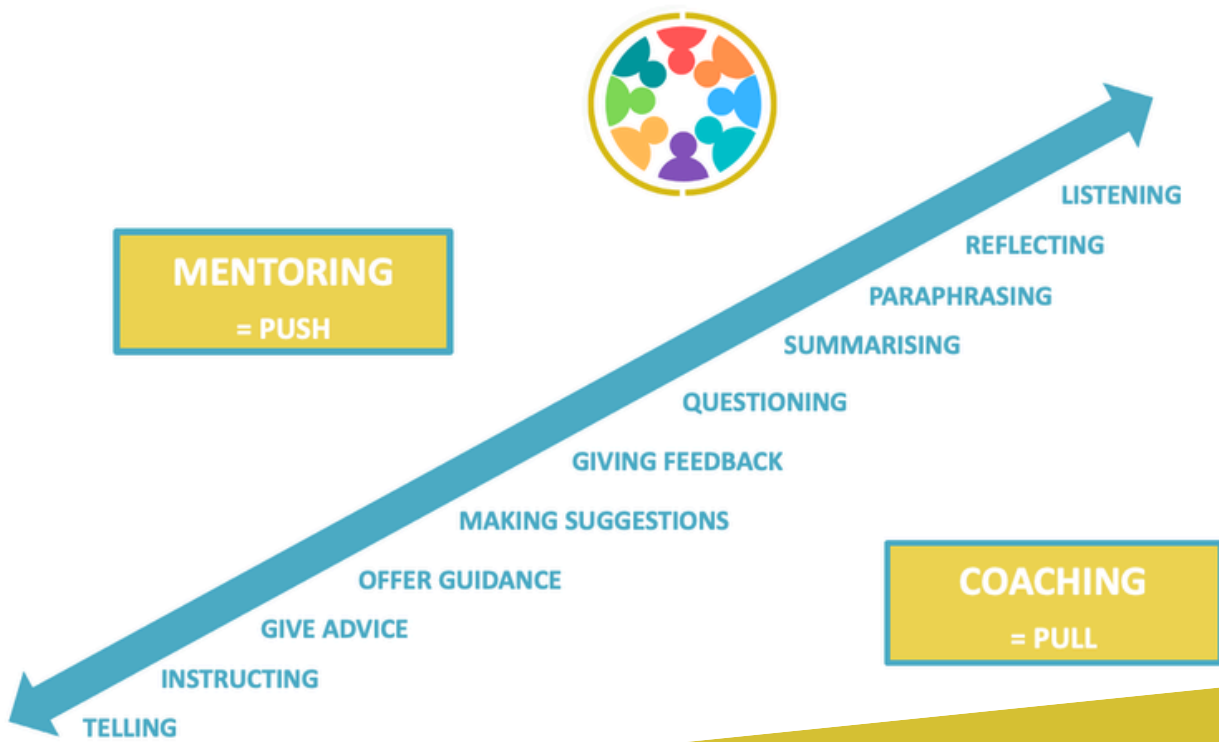 LISTENING
REFLECTING
MENTORING
PARAPHRASING
= PUSH
SUMMARISING
QUESTIONING
GIVING FEEDBACK
MAKING SUGGESTIONS
OFFER GUIDANCE
COACHING
GIVE ADVICE
= PULL
INSTRUCTING
TELLING